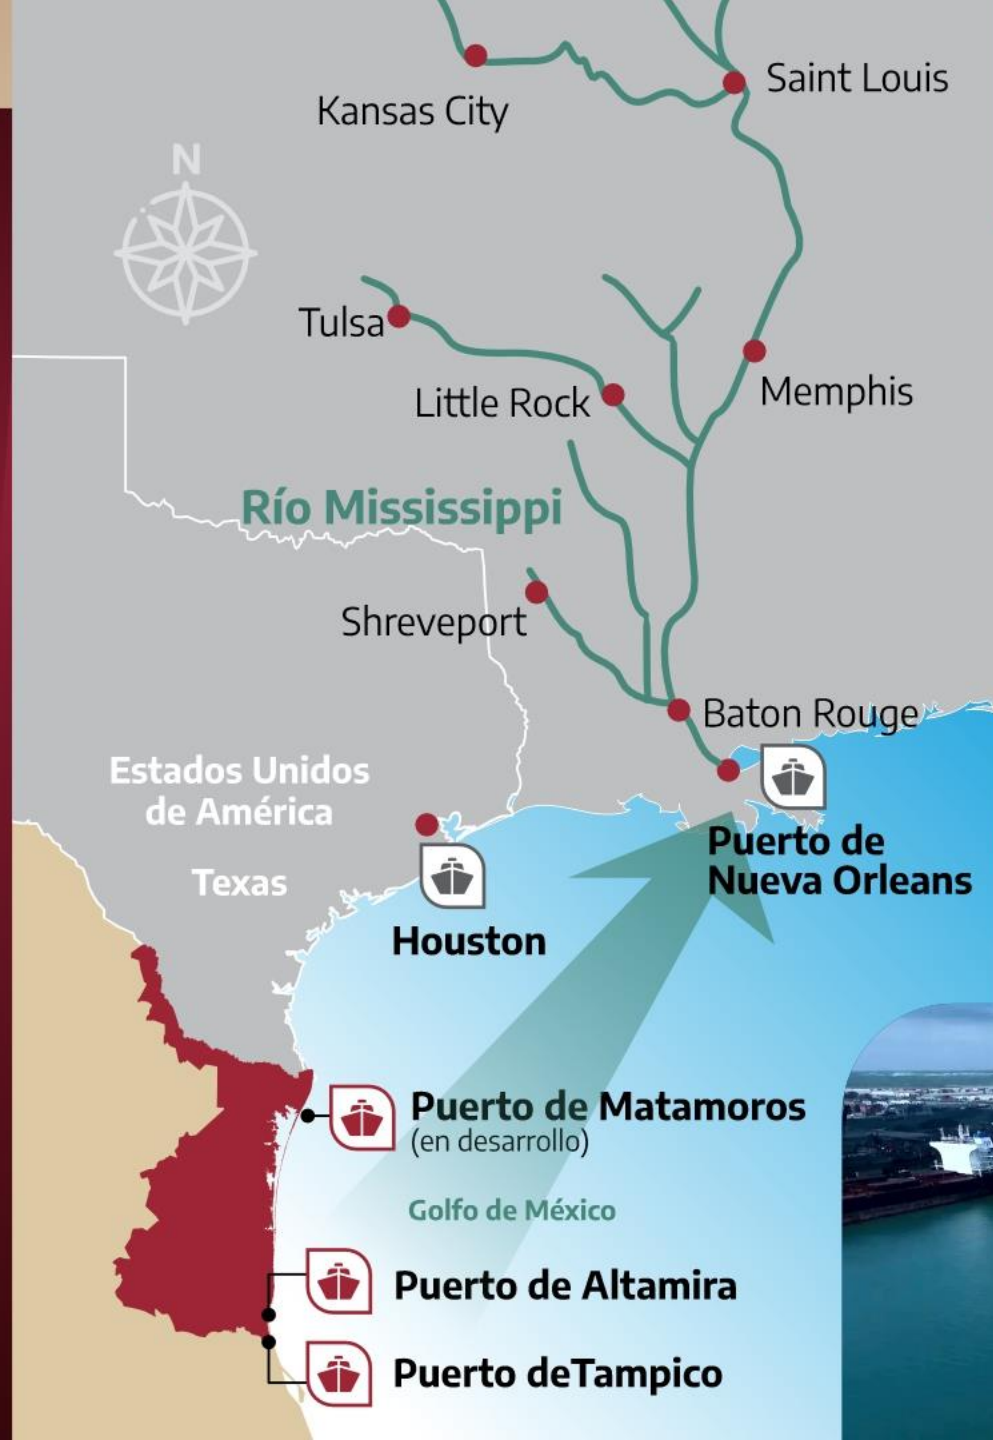 Saint Louis
Kansas City
N
Tulsa
Memphis
Little Rock
Río Mississippi
Shreveport
Baton Rouge
Estados Unidos
de América
Puerto de
Nueva Orleans
Texas
Houston
Puerto de Matamoros
(en desarrollo)
Golfo de México
Puerto de Altamira
Puerto deTampico